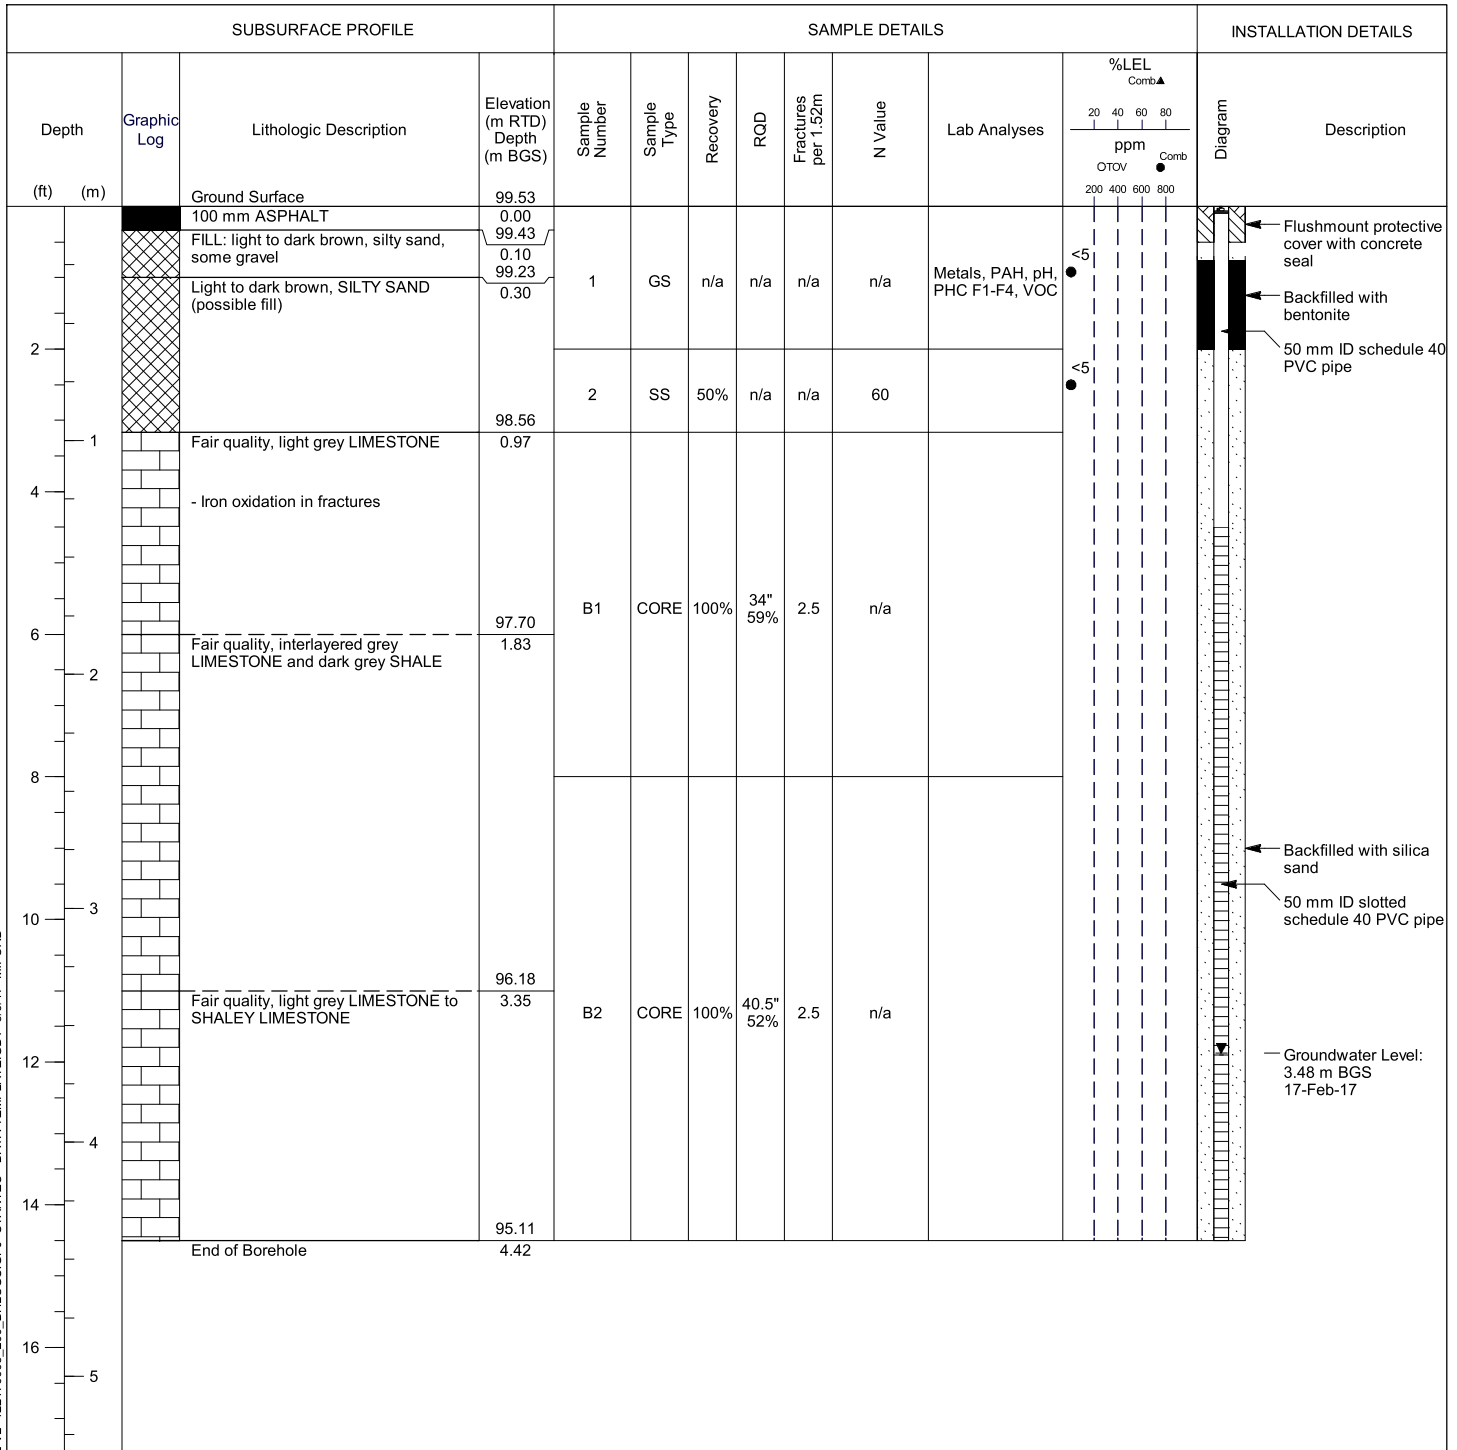 SUBSURFACE PROFILE
SAMPLE DETAILS
INSTALLATION DETAILS
Depth
(ft) (m)
Graphic
Log
Lithologic Description
Elevation
(m RTD)
Depth
(m BGS)
Sample
Number
Sample
Type
Recovery
RQD
Fractures
per 1.52m
N Value
Lab Analyses
%LEL
Comb
20 40 60 80
ppm
TOV
Comb
200 400 600 800
Diagram
Description
Ground Surface
99.53
100 mm ASPHALT
0.00
99.43
FILL: light to dark brown, silty sand,
some gravel
0.10
99.23
Light to dark brown, SILTY SAND
(possible fill)
0.30
98.56
Fair quality, light grey LIMESTONE
0.97
- Iron oxidation in fractures
97.70
Fair quality, interlayered grey
LIMESTONE and dark grey SHALE
1.83
96.18
Fair quality, light grey LIMESTONE to
SHALEY LIMESTONE
3.35
95.11
End of Borehole
4.42
2
4
6
8
10
12
14
16
1
2
3
4
5
1 GS n/a n/a n/a n/a
Metals, PAH, pH,
PHC F1-F4, VOC
<5
2 SS 50% n/a n/a 60
<5
B1 CORE 100% 34" 2.5 n/a
59%
B2 CORE 100% 40.5" 2.5 n/a
52%
Flushmount protective
cover with concrete
seal
Backfilled with
bentonite
50 mm ID schedule 40
PVC pipe
Backfilled with silica
sand
50 mm ID slotted
schedule 40 PVC pipe
Groundwater Level:
3.48 m BGS
17-Feb-17